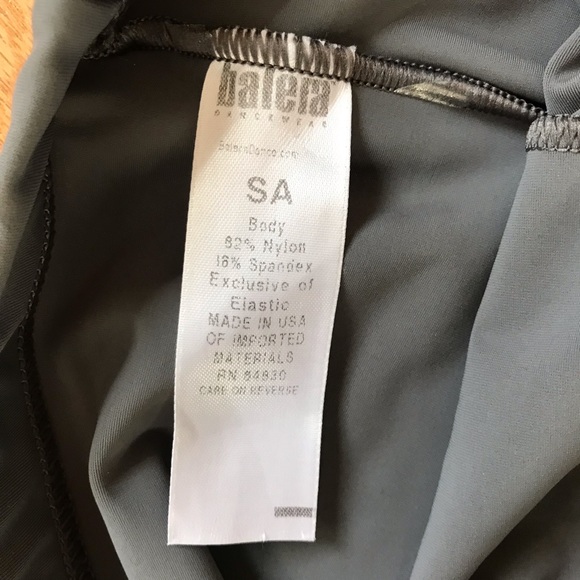 balera
DANCEWEAR
BaleraDance.com
SA
Body
82% Nylon
18% Spandex
Exclusive of
Elastic
MADE IN USA
OF IMPORTED
MATERIALS
RN 64930
CARE ON REVERSE